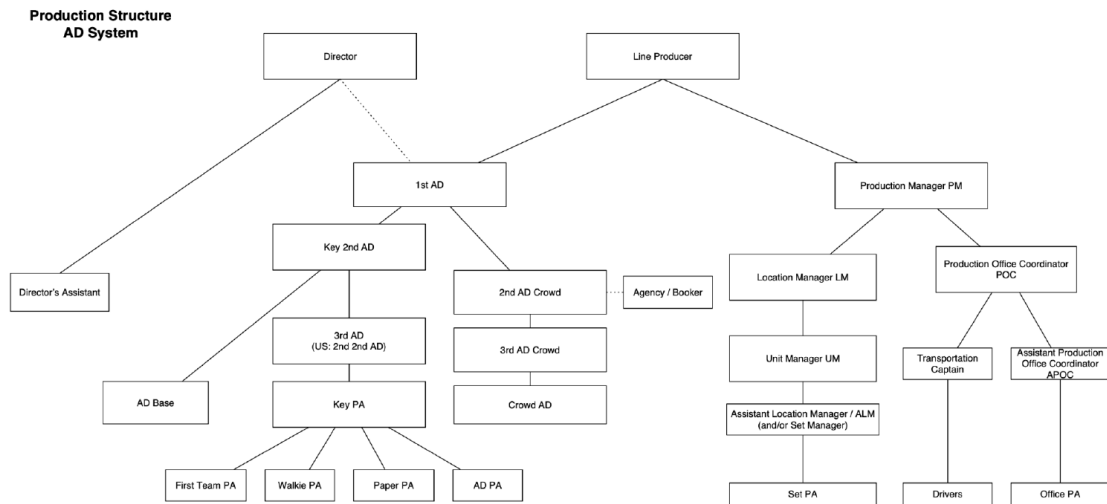 Production Structure
AD System
Director
Line Producer
1st AD
Production Manager PM
Key 2nd AD
Production Office Coordinator
POC
Director's Assistant
2nd AD Crowd
Agency / Booker
Location Manager LM
3rd AD
(US: 2nd 2nd AD)
3rd AD Crowd
Unit Manager UM
Transportation
Captain
Assistant Production
Office Coordinator
APOC
AD Base
Key PA
Crowd AD
Assistant Location Manager / ALM
(and/or Set Manager)
First Team PA
Walkie PA
Paper PA
AD PA
Set PA
Drivers
Office PA